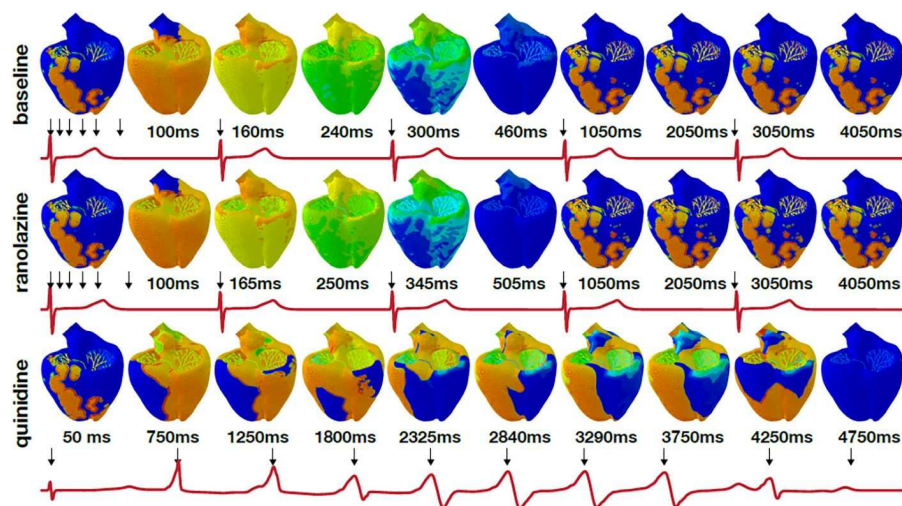 baseline
100ms 160ms 240ms 300ms 460ms 1050ms 2050ms 3050ms 4050ms
ranolazine
100ms 165ms 250ms 345ms 505ms 1050ms 2050ms 3050ms 4050ms
quinidine
50 ms 750ms 1250ms 1800ms 2325ms 2840ms 3290ms 3750ms 4250ms 4750ms